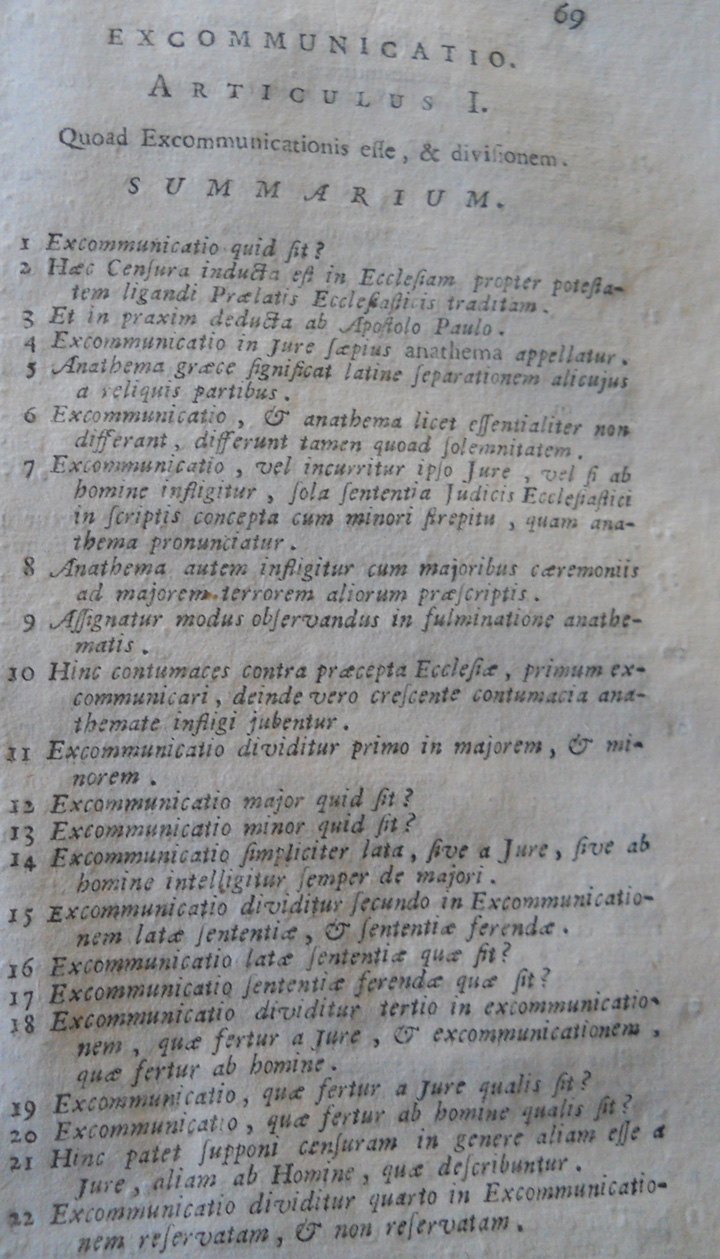 69
EXCOMMUNICATIO.
ARTICULUS I.
Quoad Excommunicationis eſſe, & diviſionem.
SUMMARIUM.
1 Excommunicatio quid ſit?
2 Hæc Cenſura inducta eſt in Eccleſiam propter poteſta-
tem ligandi Prælatis Eccleſiaſticis traditam.
3 Et in praxim deducta ab Apoſtolo Paulo.
4 Excommunicatio in Jure ſæpius anathema appellatur.
5 Anathema græce ſignificat latine ſeparationem alicujus
a reliquis partibus.
6 Excommunicatio, & anathema licet eſſentialiter non
differant, differunt tamen quoad ſolemnitatem.
7 Excommunicatio, vel incurritur ipſo Jure, vel ſi ab
homine infligitur, ſola ſententia Judicis Eccleſiaſtici
in ſcriptis concepta cum minori ſtrepitu, quam ana-
thema pronunciatur.
8 Anathema autem infligitur cum majoribus cæremoniis
ad majorem terrorem aliorum præſcriptis.
9 Aſſignatur modus obſervandus in fulminatione anathe-
matis.
10 Hinc contumaces contra præcepta Eccleſiæ, primum ex-
communicari, deinde vero creſcente contumacia ana-
themate infligi jubentur.
11 Excommunicatio dividitur primo in majorem, & mi-
norem.
12 Excommunicatio major quid ſit?
13 Excommunicatio minor quid ſit?
14 Excommunicatio ſimpliciter lata, ſive a Jure, ſive ab
homine intelligitur ſemper de majori.
15 Excommunicatio dividitur ſecundo in Excommunicatio-
nem latæ ſententiæ, & ſententiæ ferendæ.
16 Excommunicatio latæ ſententiæ quæ ſit?
17 Excommunicatio ſententiæ ferendæ quæ ſit?
18 Excommunicatio dividitur tertio in excommunicatio-
nem, quæ fertur a Jure, & excommunicationem,
quæ fertur ab homine.
19 Excommunicatio, quæ fertur a Jure qualis ſit?
20 Excommunicatio, quæ fertur ab homine qualis ſit?
21 Hinc patet ſupponi cenſuram in genere aliam eſſe a
Jure, aliam ab Homine, quæ deſcribuntur.
22 Excommunicatio dividitur quarto in Excommunicatio-
nem reſervatam, & non reſervatam.